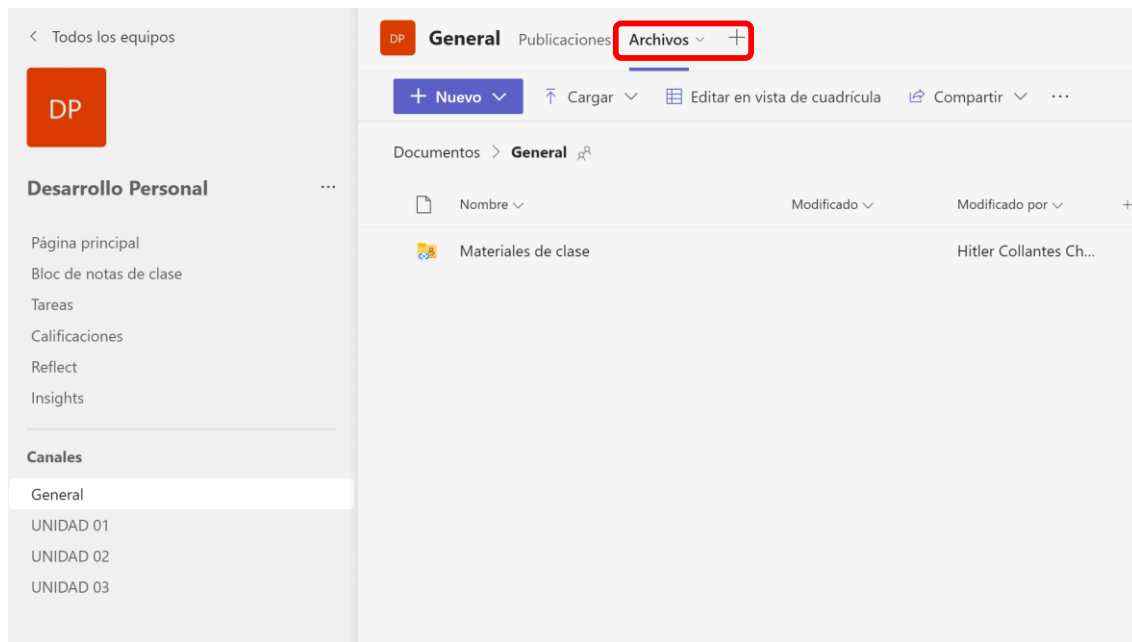 Todos los equipos
DP
Desarrollo Personal
Página principal
Bloc de notas de clase
Tareas
Calificaciones
Reflect
Insights
Canales
General
UNIDAD 01
UNIDAD 02
UNIDAD 03
DP General Publicaciones Archivos
Nuevo Cargar Editar en vista de cuadrícula Compartir
Documentos > General
Nombre Modificado Modificado por
Materiales de clase Hitler Collantes Ch...